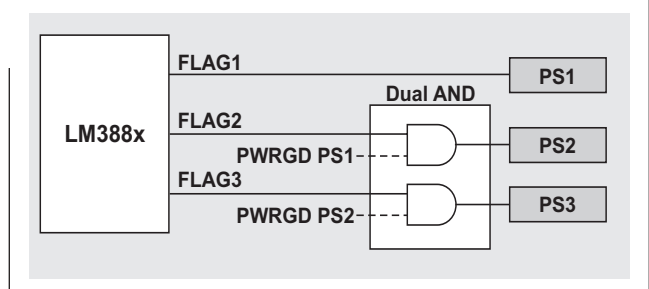 FLAG1
PS1
Dual AND
LM388x
FLAG2
PWRGD PS1
PS2
FLAG3
PWRGD PS2
PS3